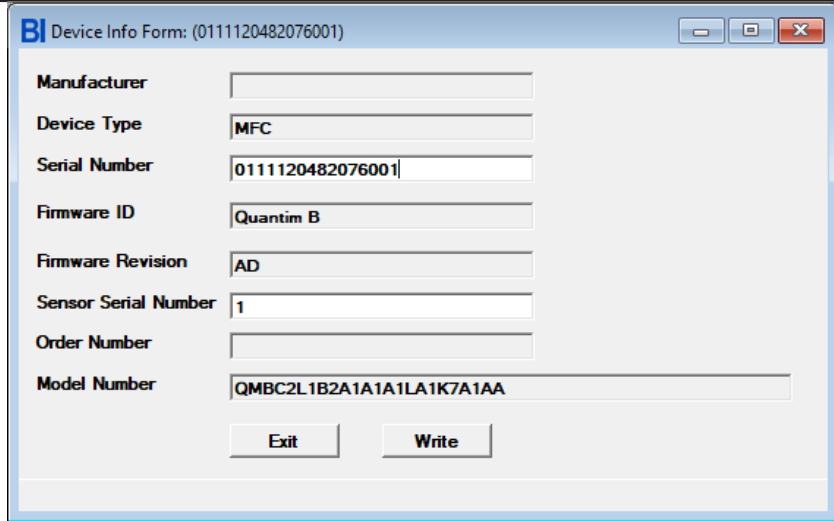 BI Device Info Form: (0111120482076001)
Manufacturer
Device Type MFC
Serial Number 0111120482076001
Firmware ID Quantim B
Firmware Revision AD
Sensor Serial Number 1
Order Number
Model Number QMBC2L1B2A1A1A1LA1K7A1AA
Exit Write